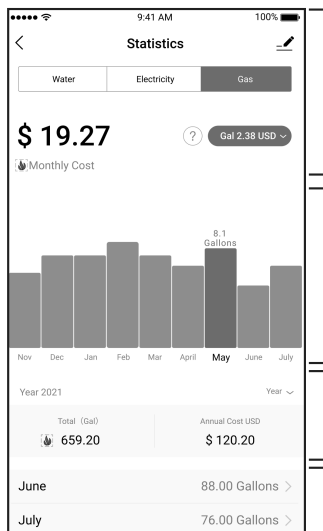 9:41 AM
100%
Statistics
Water
Electricity
Gas
$ 19.27
?
Gal 2.38 USD
Monthly Cost
8.1
Gallons
Nov Dec Jan Feb Mar April May June July
Year 2021
Year
Total (Gal)
Annual Cost USD
659.20
$ 120.20
June
88.00 Gallons
July
76.00 Gallons